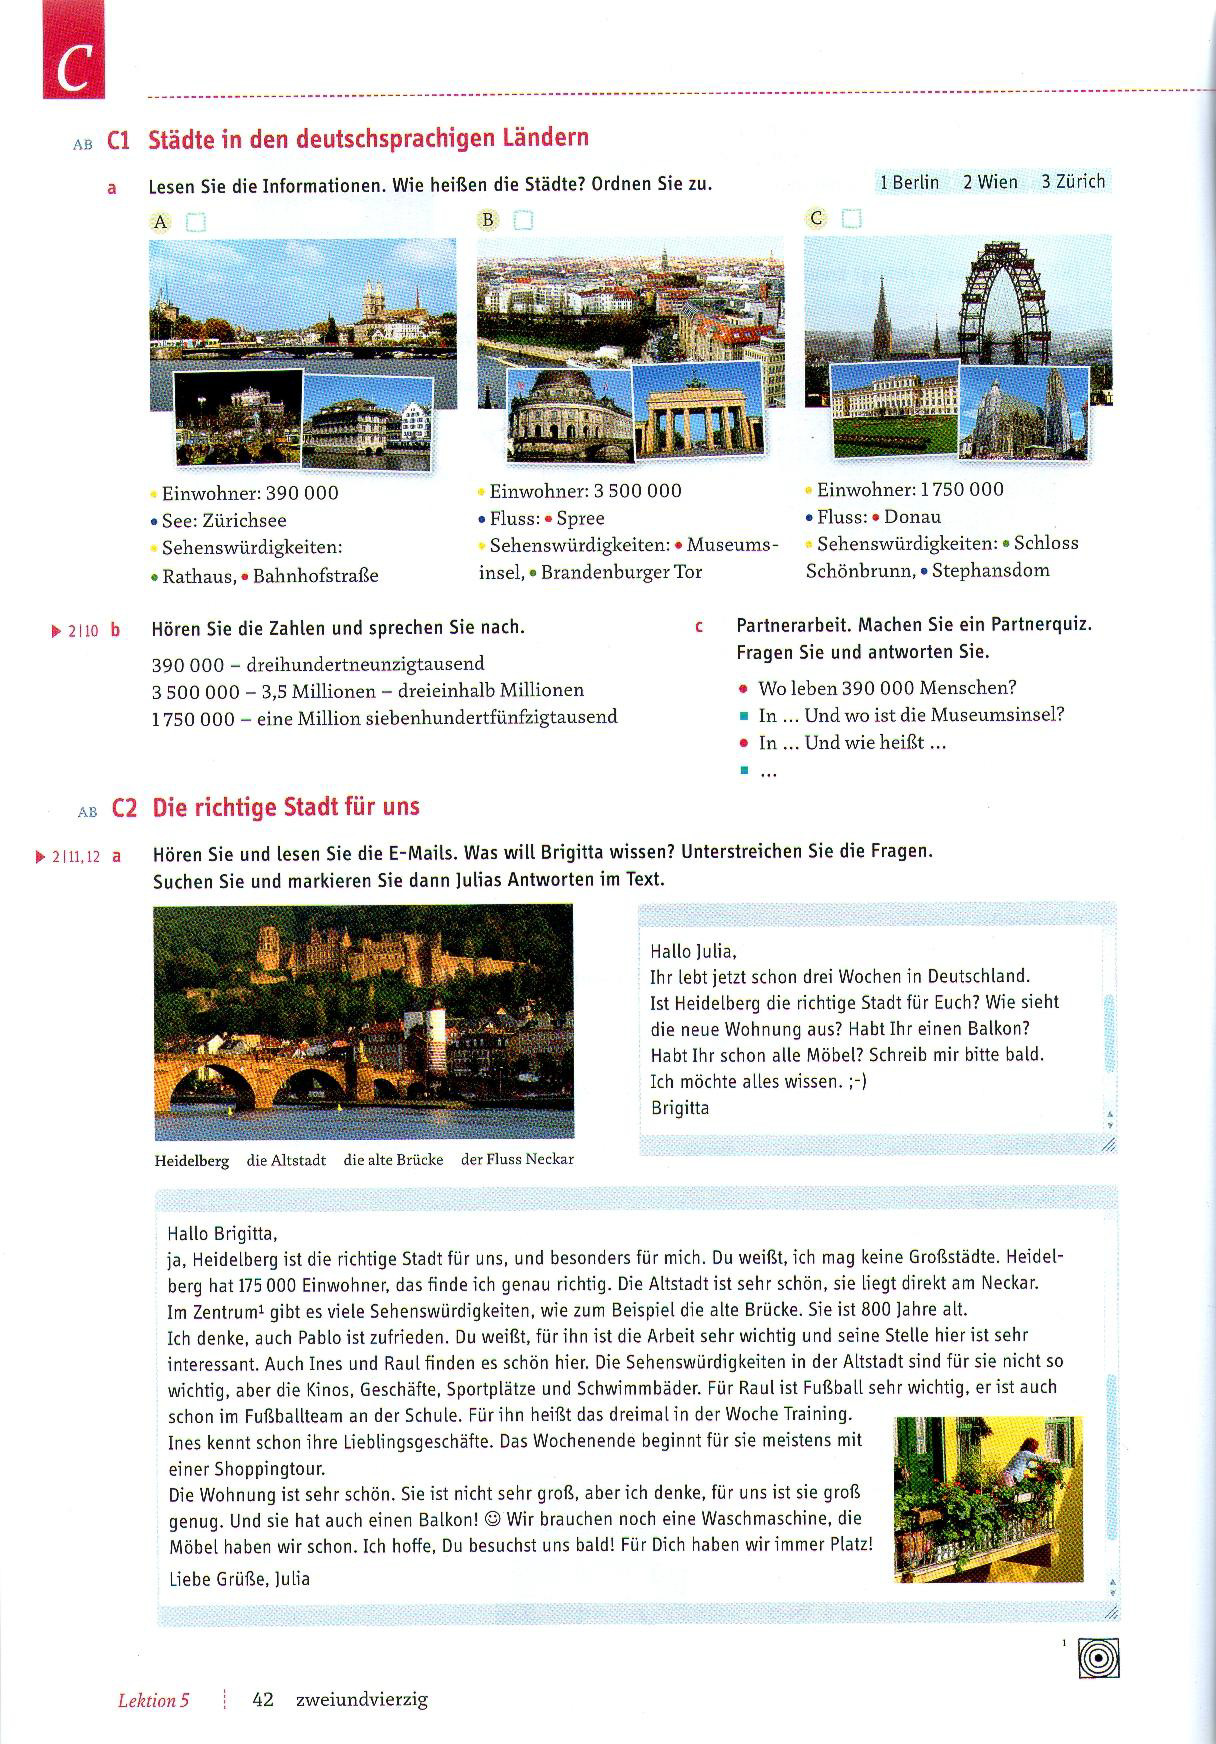 C
AB C1 Städte in den deutschsprachigen Ländern
a Lesen Sie die Informationen. Wie heißen die Städte? Ordnen Sie zu.
1 Berlin 2 Wien 3 Zürich
A
• Einwohner: 390 000
• See: Zürichsee
• Sehenswürdigkeiten:
• Rathaus, • Bahnhofstraße
B
• Einwohner: 3 500 000
• Fluss: • Spree
• Sehenswürdigkeiten: • Museums-
insel, • Brandenburger Tor
C
• Einwohner: 1 750 000
• Fluss: • Donau
• Sehenswürdigkeiten: • Schloss
Schönbrunn, • Stephansdom
▶ 2|10 b Hören Sie die Zahlen und sprechen Sie nach.
390 000 – dreihundertneunzigtausend
3 500 000 – 3,5 Millionen – dreieinhalb Millionen
1 750 000 – eine Million siebenhundertfünfzigtausend
c Partnerarbeit. Machen Sie ein Partnerquiz.
Fragen Sie und antworten Sie.
• Wo leben 390 000 Menschen?
■ In ... Und wo ist die Museumsinsel?
• In ... Und wie heißt ...
■ ...
AB C2 Die richtige Stadt für uns
▶ 2|11,12 a Hören Sie und lesen Sie die E-Mails. Was will Brigitta wissen? Unterstreichen Sie die Fragen.
Suchen Sie und markieren Sie dann Julias Antworten im Text.
Heidelberg die Altstadt die alte Brücke der Fluss Neckar
Hallo Julia,
Ihr lebt jetzt schon drei Wochen in Deutschland.
Ist Heidelberg die richtige Stadt für Euch? Wie sieht
die neue Wohnung aus? Habt Ihr einen Balkon?
Habt Ihr schon alle Möbel? Schreib mir bitte bald.
Ich möchte alles wissen. ;-)
Brigitta
Hallo Brigitta,
ja, Heidelberg ist die richtige Stadt für uns, und besonders für mich. Du weißt, ich mag keine Großstädte. Heidel-
berg hat 175 000 Einwohner, das finde ich genau richtig. Die Altstadt ist sehr schön, sie liegt direkt am Neckar.
Im Zentrum¹ gibt es viele Sehenswürdigkeiten, wie zum Beispiel die alte Brücke. Sie ist 800 Jahre alt.
Ich denke, auch Pablo ist zufrieden. Du weißt, für ihn ist die Arbeit sehr wichtig und seine Stelle hier ist sehr
interessant. Auch Ines und Raul finden es schön hier. Die Sehenswürdigkeiten in der Altstadt sind für sie nicht so
wichtig, aber die Kinos, Geschäfte, Sportplätze und Schwimmbäder. Für Raul ist Fußball sehr wichtig, er ist auch
schon im Fußballteam an der Schule. Für ihn heißt das dreimal in der Woche Training.
Ines kennt schon ihre Lieblingsgeschäfte. Das Wochenende beginnt für sie meistens mit
einer Shoppingtour.
Die Wohnung ist sehr schön. Sie ist nicht sehr groß, aber ich denke, für uns ist sie groß
genug. Und sie hat auch einen Balkon! ☺ Wir brauchen noch eine Waschmaschine, die
Möbel haben wir schon. Ich hoffe, Du besuchst uns bald! Für Dich haben wir immer Platz!
Liebe Grüße, Julia
1
Lektion 5 42 zweiundvierzig